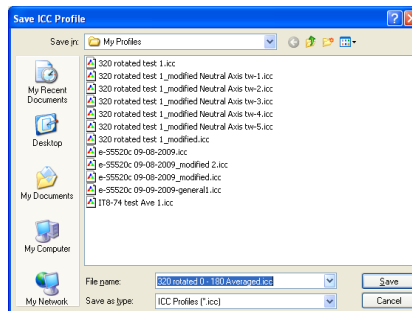 Save ICC Profile
Save in: My Profiles
320 rotated test 1.icc
320 rotated test 1_modified Neutral Axis tw-1.icc
320 rotated test 1_modified Neutral Axis tw-2.icc
320 rotated test 1_modified Neutral Axis tw-3.icc
320 rotated test 1_modified Neutral Axis tw-4.icc
320 rotated test 1_modified Neutral Axis tw-5.icc
320 rotated test 1_modified.icc
e-S5520c 09-08-2009.icc
e-S5520c 09-08-2009_modified 2.icc
e-S5520c 09-08-2009_modified.icc
e-S5520c 09-09-2009-general1.icc
IT8-74 test Ave 1.icc
My Recent
Documents
Desktop
My Documents
My Computer
My Network
File name: 320 rotated 0 - 180 Averaged.icc Save
Save as type: ICC Profiles (*.icc) Cancel